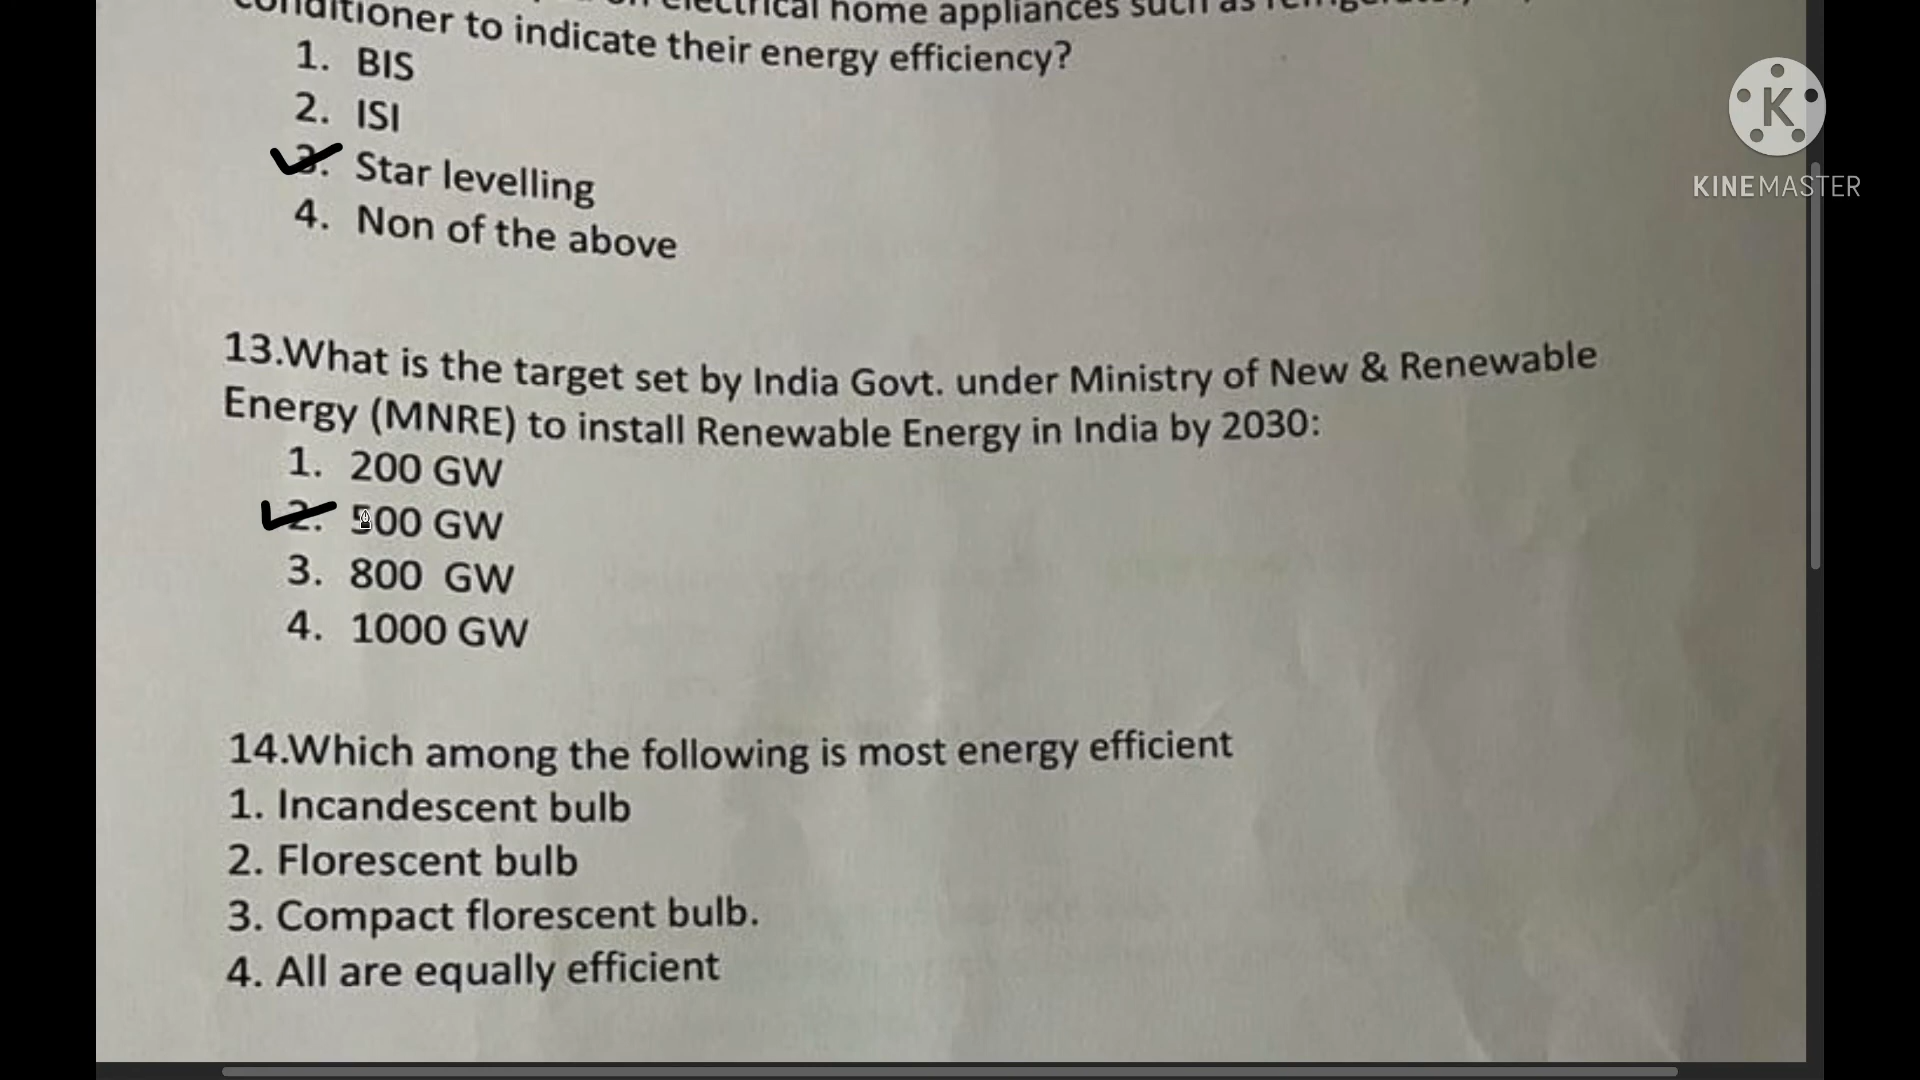 conditioner to indicate their energy efficiency?
1. BIS
2. ISI
3. Star levelling
4. Non of the above
K
KINEMASTER
13.What is the target set by India Govt. under Ministry of New & Renewable
Energy (MNRE) to install Renewable Energy in India by 2030:
1. 200 GW
2. 500 GW
3. 800 GW
4. 1000 GW
14.Which among the following is most energy efficient
1. Incandescent bulb
2. Florescent bulb
3. Compact florescent bulb.
4. All are equally efficient